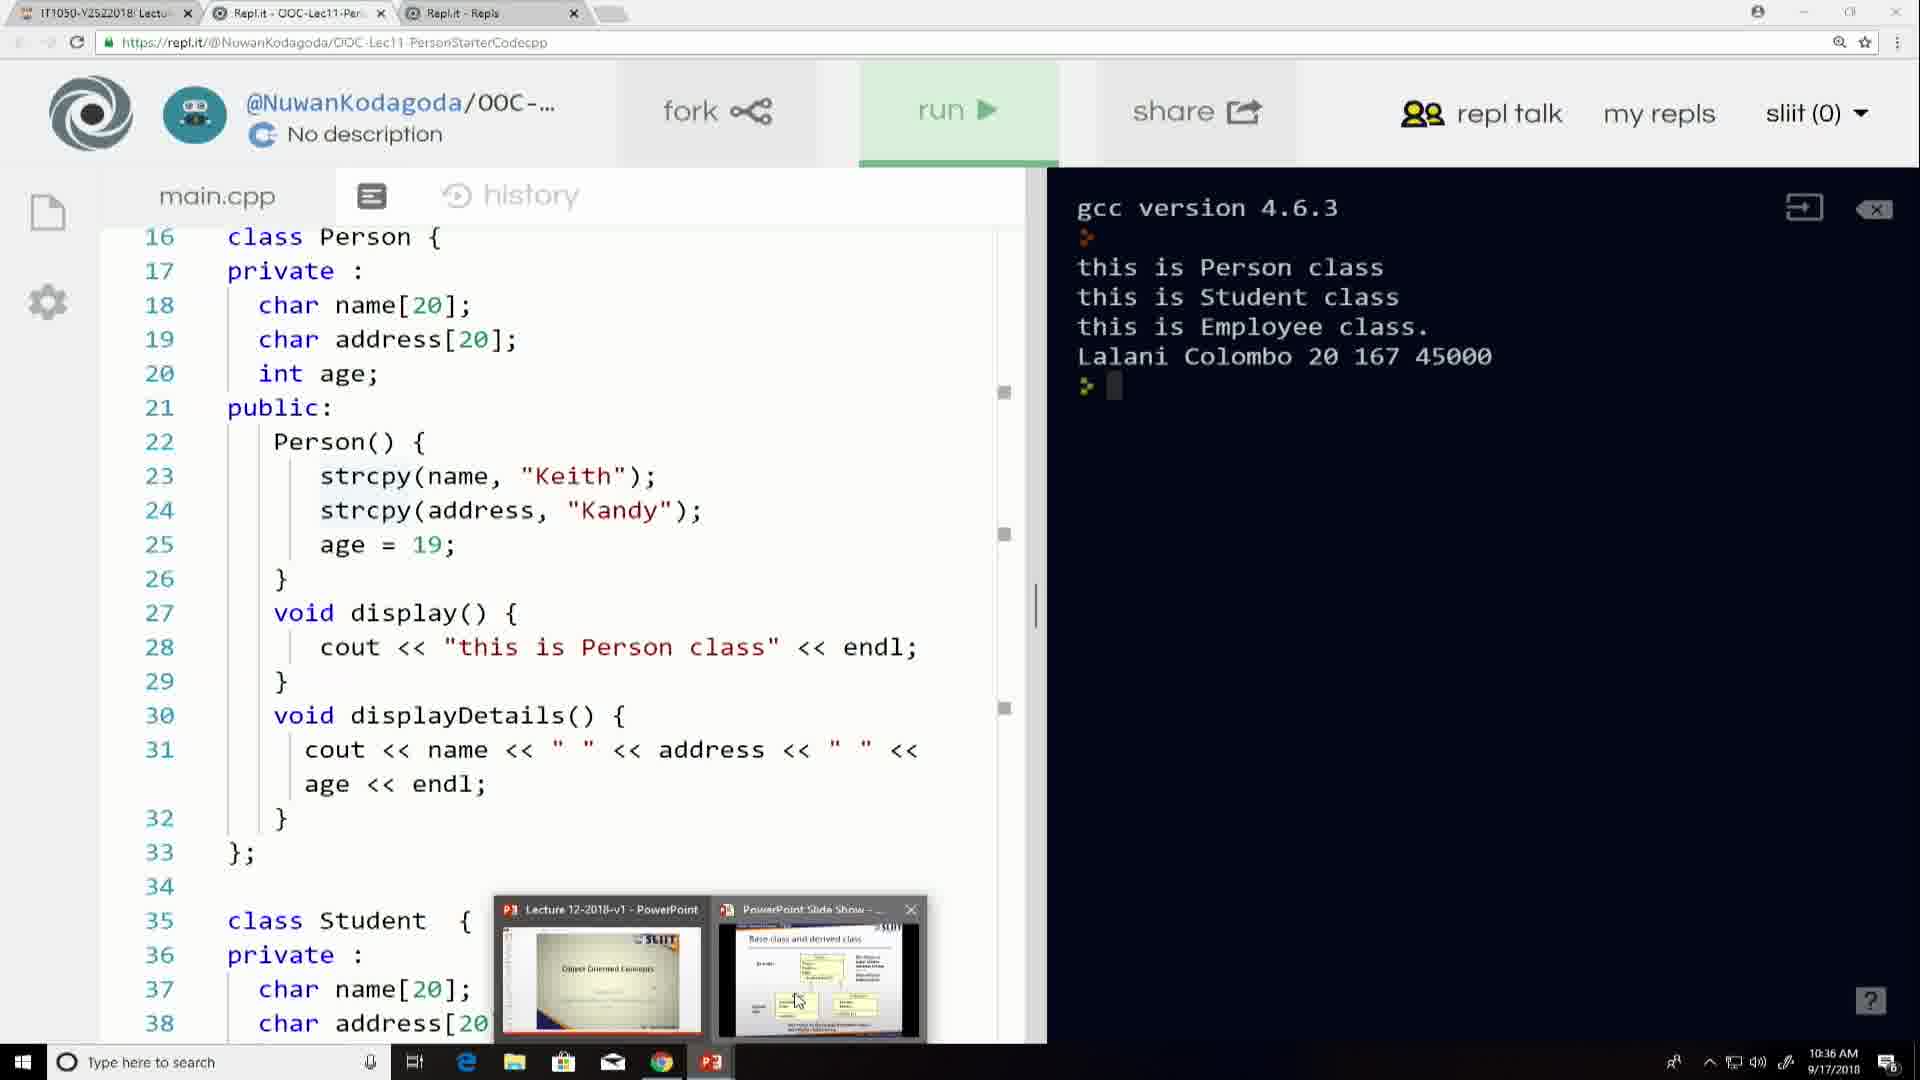 IT1050-Y2S22018: Lectu
Repl.it - OOC-Lec11-Per
Repl.it - Repls
https://repl.it/@NuwanKodagoda/OOC-Lec11-PersonStarterCodecpp
@NuwanKodagoda/OOC-...
No description
fork
run
share
repl talk
my repls
sliit (0)
main.cpp
history
16 class Person {
17 private :
18 char name[20];
19 char address[20];
20 int age;
21 public:
22 Person() {
23 strcpy(name, "Keith");
24 strcpy(address, "Kandy");
25 age = 19;
26 }
27 void display() {
28 cout << "this is Person class" << endl;
29 }
30 void displayDetails() {
31 cout << name << " " << address << " " <<
age << endl;
32 }
33 };
34
35 class Student {
36 private :
37 char name[20];
38 char address[20
gcc version 4.6.3
this is Person class
this is Student class
this is Employee class.
Lalani Colombo 20 167 45000
?
Lecture 12-2018-v1 - PowerPoint
SLIIT
Object Oriented Concepts
PowerPoint Slide Show - ...
SLIIT
Base class and derived class
Type here to search
10:36 AM
9/17/2018